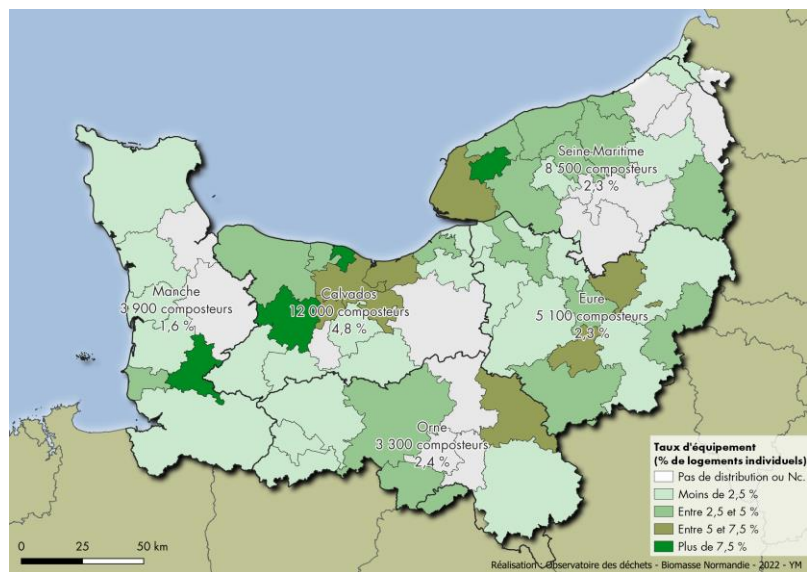 Seine-Maritime
8 500 composteurs
2,3 %
Manche
3 900 composteurs
1,6 %
Calvados
12 000 composteurs
4,8 %
Eure
5 100 composteurs
2,3 %
Orne
3 300 composteurs
2,4 %
Taux d'équipement
(% de logements individuels)
Pas de distribution ou Nc.
Moins de 2,5 %
Entre 2,5 et 5 %
Entre 5 et 7,5 %
Plus de 7,5 %
0 25 50 km
Réalisation : Observatoire des déchets - Biomasse Normandie - 2022 - YM